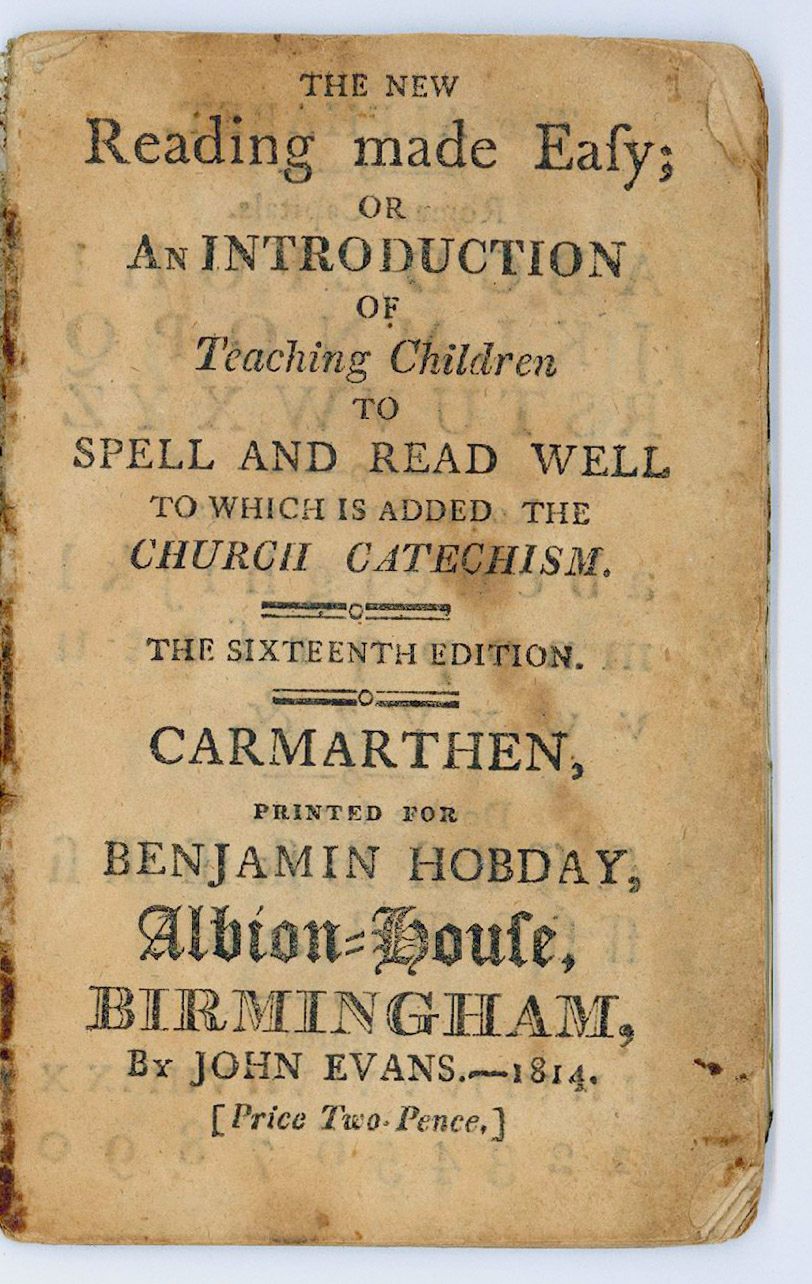 THE NEW
Reading made Eaſy;
OR
AN INTRODUCTION
OF
Teaching Children
TO
SPELL AND READ WELL
TO WHICH IS ADDED THE
CHURCH CATECHISM.
THE SIXTEENTH EDITION.
CARMARTHEN,
PRINTED FOR
BENJAMIN HOBDAY,
Albion=Houſe,
BIRMINGHAM,
BY JOHN EVANS.—1814.
[Price Two-Pence,]